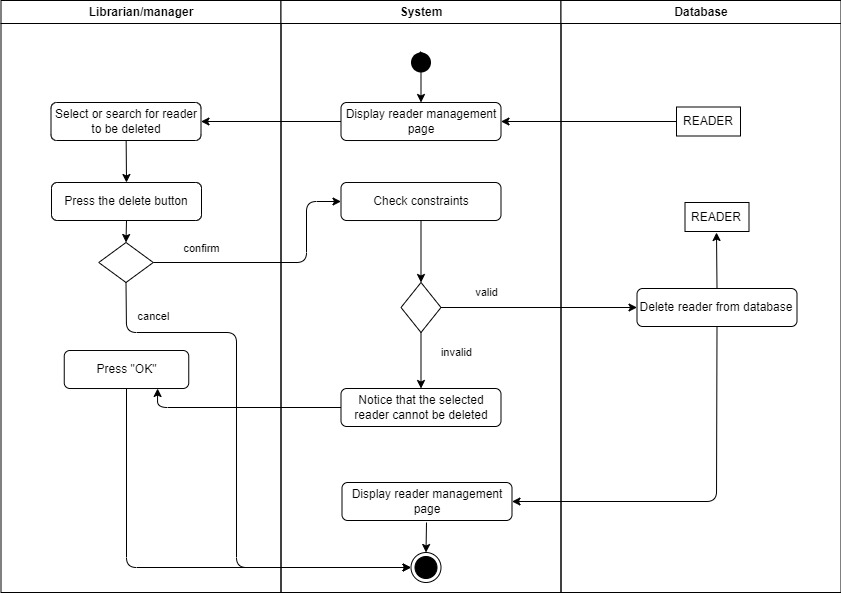 Librarian/manager
System
Database
Select or search for reader
to be deleted
Display reader management
page
READER
Press the delete button
Check constraints
READER
confirm
valid
Delete reader from database
cancel
invalid
Press "OK"
Notice that the selected
reader cannot be deleted
Display reader management
page